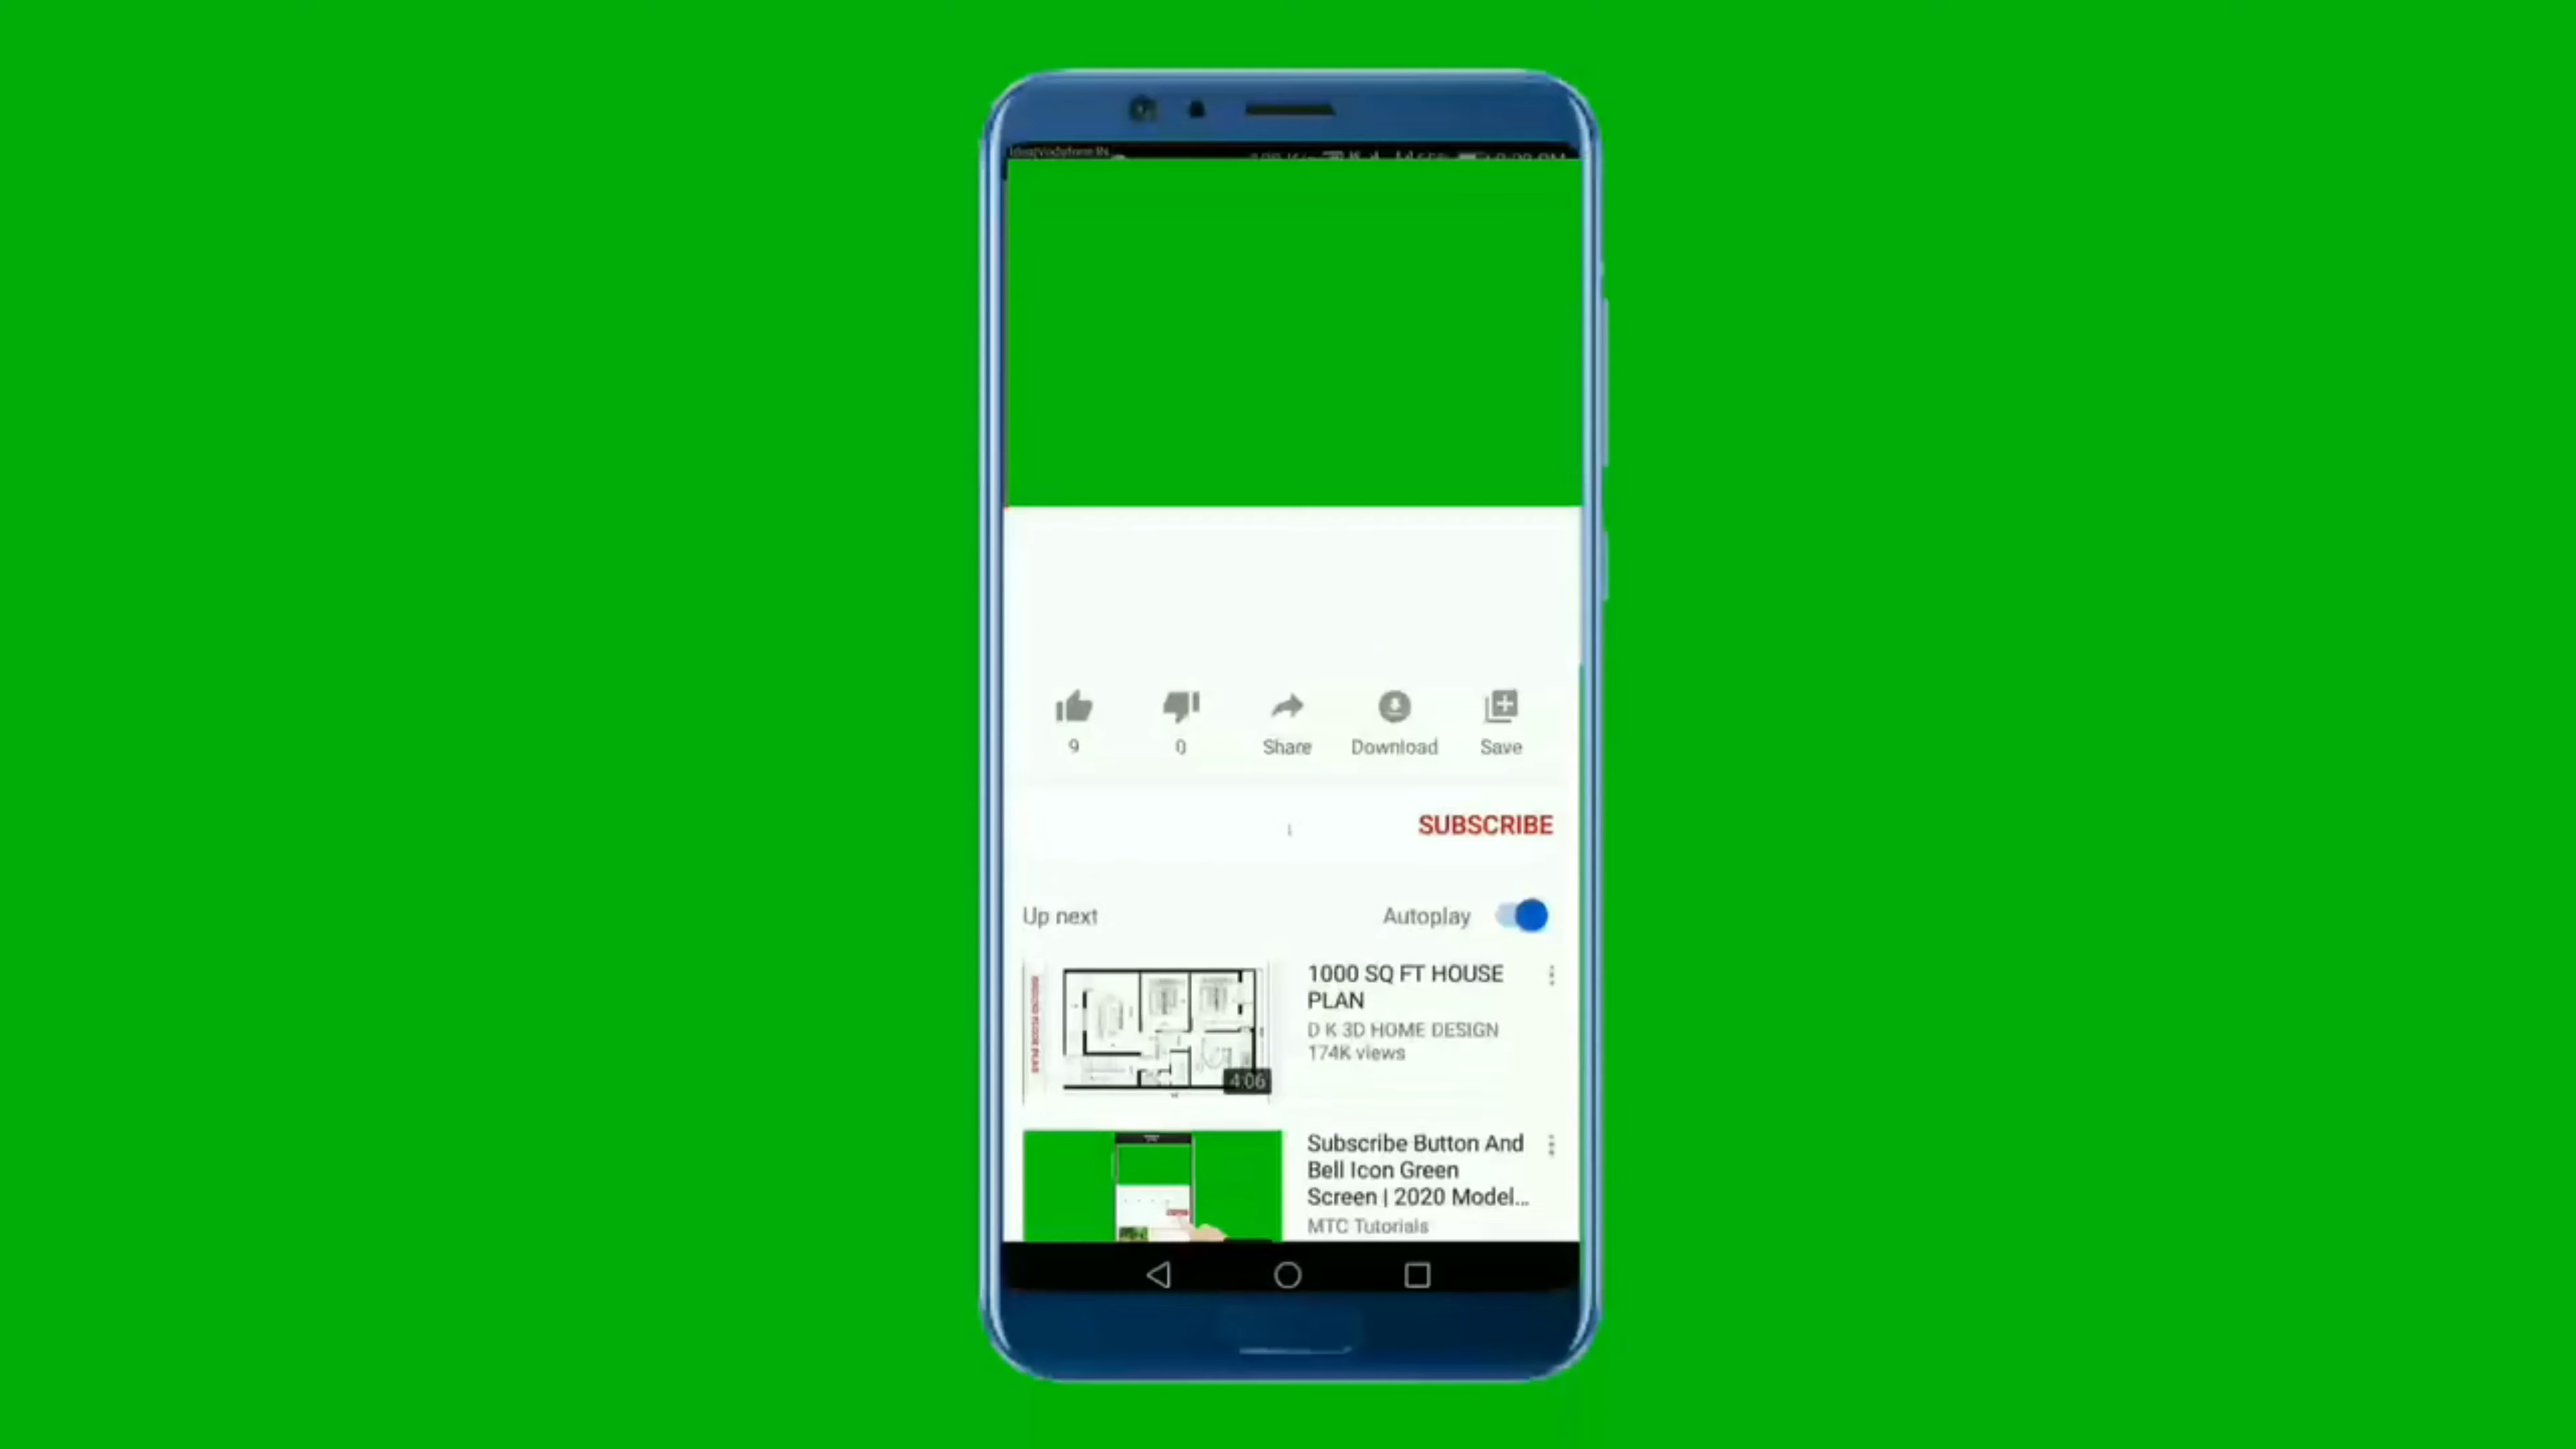 9
0
Share
Download
Save
SUBSCRIBE
Up next
Autoplay
1000 SQ FT HOUSE
PLAN
D K 3D HOME DESIGN
174K views
4:06
Subscribe Button And
Bell Icon Green
Screen | 2020 Model...
MTC Tutorials